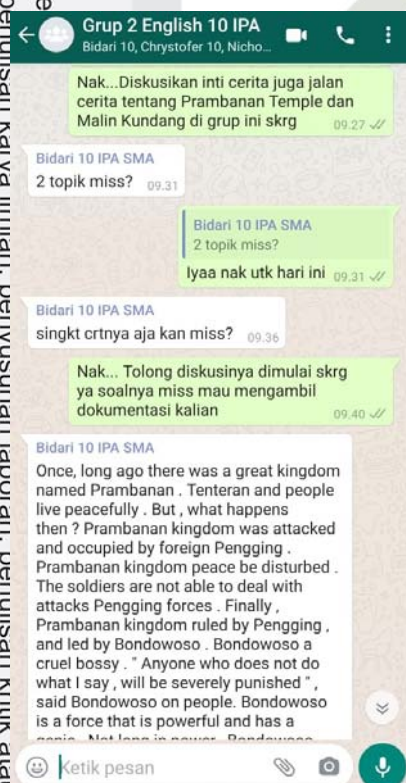 Grup 2 English 10 IPA
Bidari 10, Chrystofer 10, Nicho...
Nak...Diskusikan inti cerita juga jalan
cerita tentang Prambanan Temple dan
Malin Kundang di grup ini skrg
09.27
Bidari 10 IPA SMA
2 topik miss? 09.31
Bidari 10 IPA SMA
2 topik miss?
Iyaa nak utk hari ini 09.31
Bidari 10 IPA SMA
singkt crtnya aja kan miss? 09.36
Nak... Tolong diskusinya dimulai skrg
ya soalnya miss mau mengambil
dokumentasi kalian
09.40
Bidari 10 IPA SMA
Once, long ago there was a great kingdom
named Prambanan . Tenteran and people
live peacefully . But , what happens
then ? Prambanan kingdom was attacked
and occupied by foreign Pengging .
Prambanan kingdom peace be disturbed .
The soldiers are not able to deal with
attacks Pengging forces . Finally ,
Prambanan kingdom ruled by Pengging ,
and led by Bondowoso . Bondowoso a
cruel bossy . " Anyone who does not do
what I say , will be severely punished " ,
said Bondowoso on people. Bondowoso
is a force that is powerful and has a
Ketik pesan